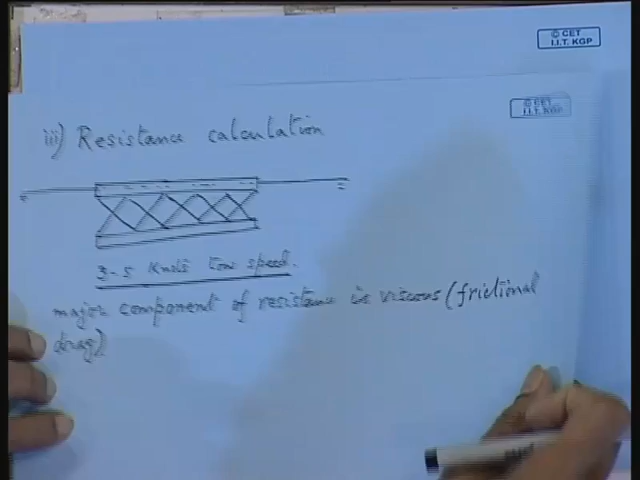 © CET
I.I.T. KGP
© CET
I.I.T. KGP
iii) Resistance calculation
3-5 Knots tow speed.
major component of resistance is viscous (frictional
drag)